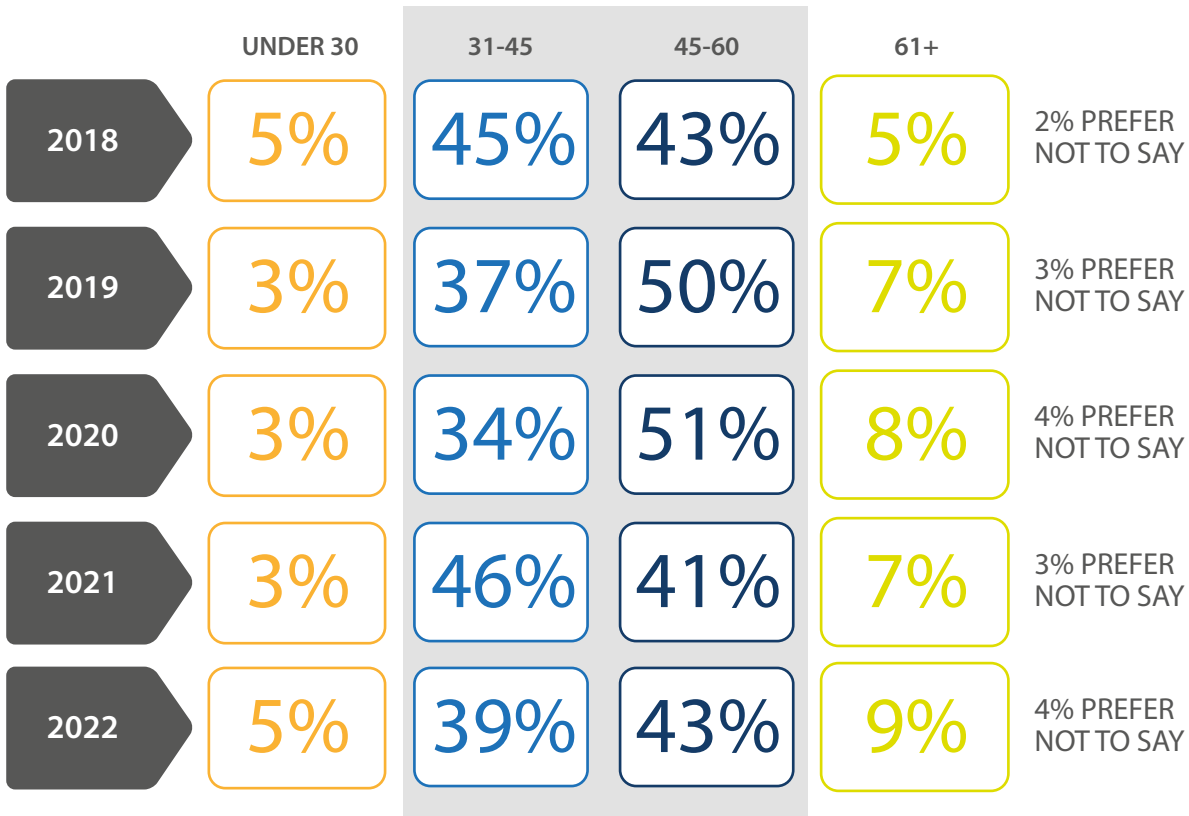 UNDER 30 31-45 45-60 61+
2018 5% 45% 43% 5% 2% PREFER
NOT TO SAY
2019 3% 37% 50% 7% 3% PREFER
NOT TO SAY
2020 3% 34% 51% 8% 4% PREFER
NOT TO SAY
2021 3% 46% 41% 7% 3% PREFER
NOT TO SAY
2022 5% 39% 43% 9% 4% PREFER
NOT TO SAY